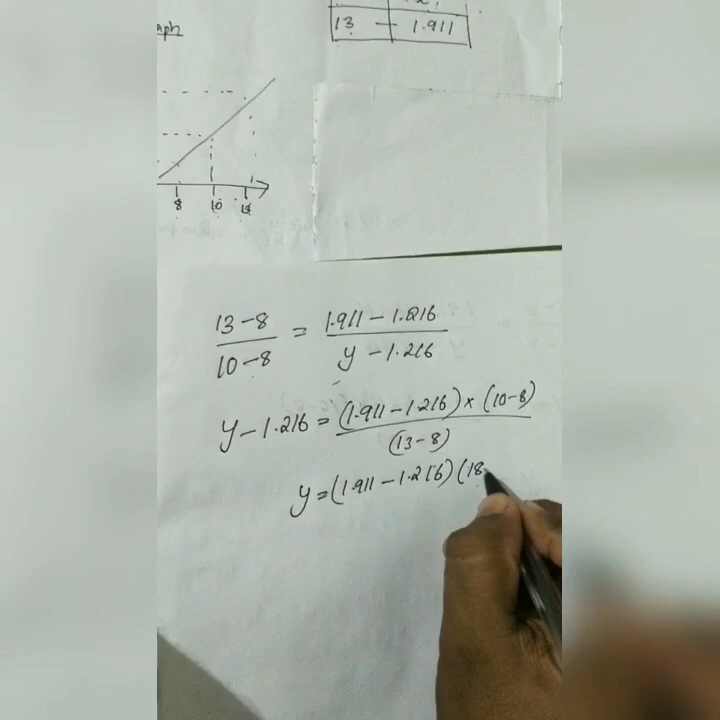 aph
13 — 1.911
8 10 13
13-8 / 10-8 = 1.911 - 1.216 / y - 1.216
y - 1.216 = (1.911 - 1.216) × (10-8) / (13-8)
y = (1.911 - 1.216) (18